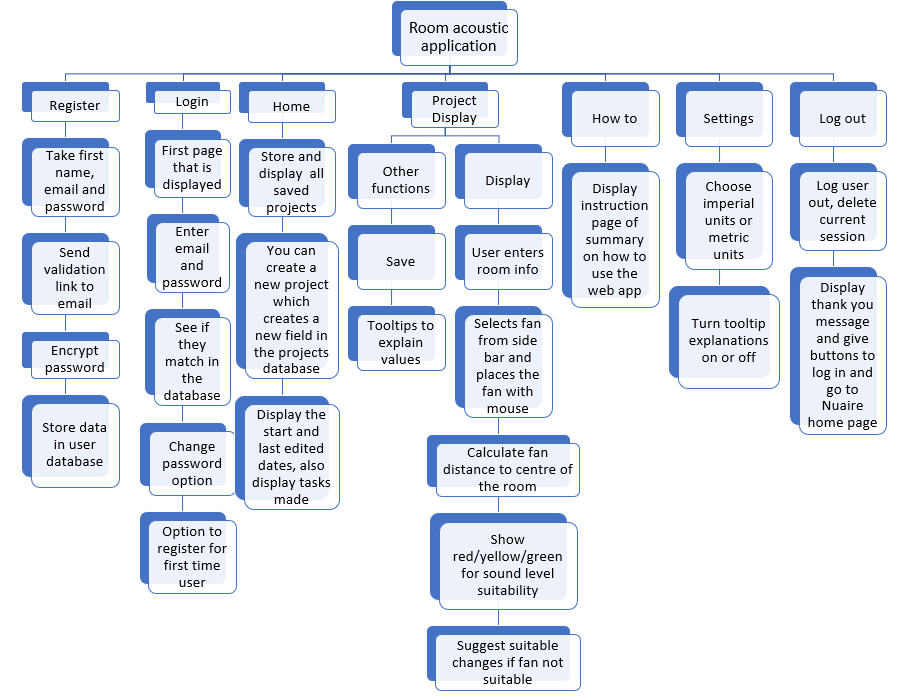 Room acoustic
application
Register
Take first
name,
email and
password
Send
validation
link to
email
Encrypt
password
Store data
in user
database
Login
First page
that is
displayed
Enter
email
and
password
See if
they
match in
the
database
Change
password
option
Option to
register for
first time
user
Home
Store and
display all
saved
projects
You can
create a
new project
which
creates a
new field in
the projects
database
Display the
start and
last edited
dates, also
display tasks
made
Project
Display
Other
functions
Save
Tooltips to
explain
values
Display
User enters
room info
Selects fan
from side
bar and
places the
fan with
mouse
Calculate fan
distance to centre of
the room
Show
red/yellow/green
for sound level
suitability
Suggest suitable
changes if fan not
suitable
How to
Display
instruction
page of
summary
on how to
use the
web app
Settings
Choose
imperial
units or
metric
units
Turn tooltip
explanations
on or off
Log out
Log user
out, delete
current
session
Display
thank you
message
and give
buttons to
log in and
go to
Nuaire
home page